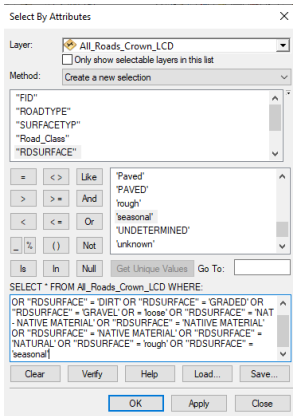 Select By Attributes
Layer: All_Roads_Crown_LCD
Only show selectable layers in this list
Method: Create a new selection
"FID"
"ROADTYPE"
"SURFACETYP"
"Road_Class"
"RDSURFACE"
= < > Like
> > = And
< < = Or
_ % ( ) Not
Is In Null
'Paved'
'PAVED'
'rough'
'seasonal'
'UNDETERMINED'
'unknown'
Get Unique Values Go To:
SELECT * FROM All_Roads_Crown_LCD WHERE:
OR "RDSURFACE" = 'DIRT' OR "RDSURFACE" = 'GRADED' OR
"RDSURFACE" = 'GRAVEL' OR = 'loose' OR "RDSURFACE" = 'NAT
- NATIVE MATERIAL' OR "RDSURFACE" = 'NATIIVE MATERIAL'
OR "RDSURFACE" = 'NATIVE MATERIAL' OR "RDSURFACE" =
'NATURAL' OR "RDSURFACE" = 'rough' OR "RDSURFACE" =
'seasonal'
Clear Verify Help Load... Save...
OK Apply Close